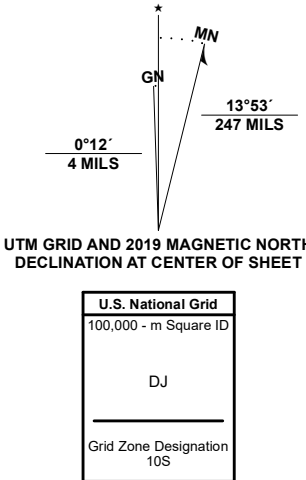 ★
MN
GN
13°53´
247 MILS
0°12´
4 MILS
UTM GRID AND 2019 MAGNETIC NORTH
DECLINATION AT CENTER OF SHEET
U.S. National Grid
100,000 - m Square ID
DJ
Grid Zone Designation
10S